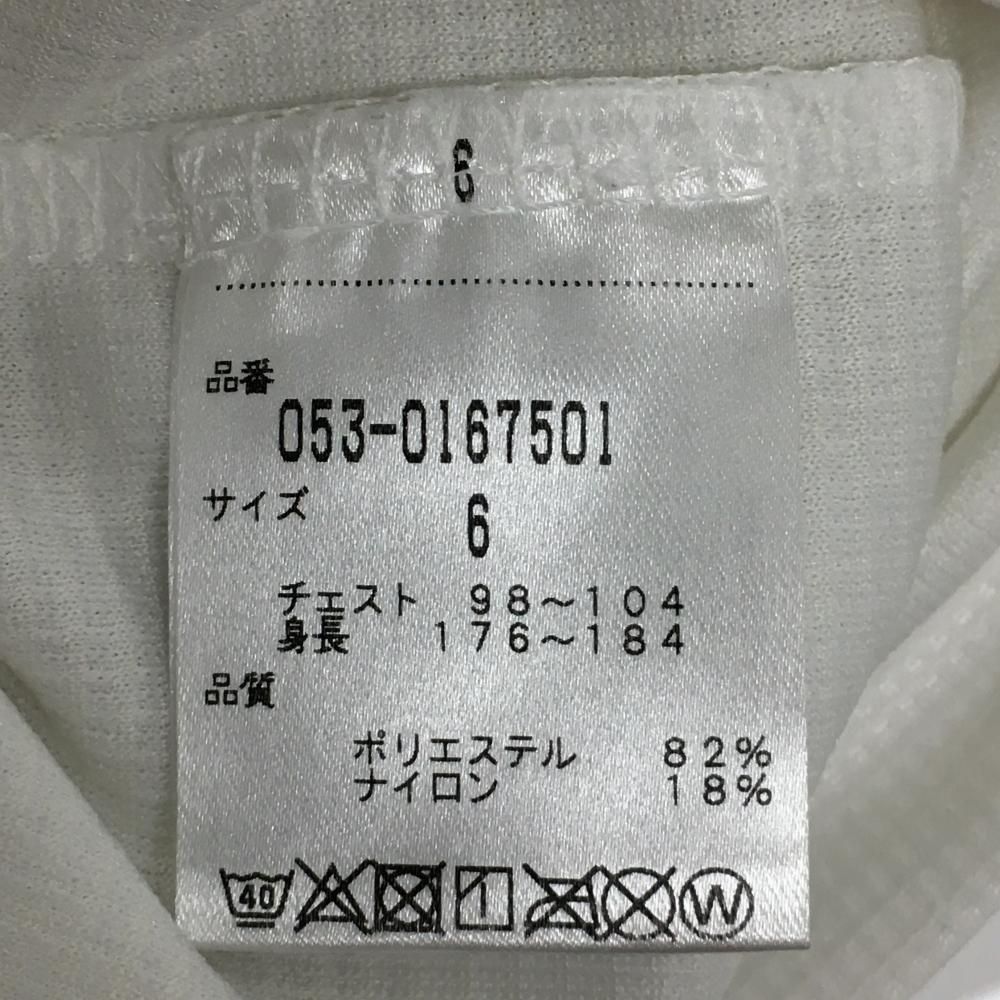 品番
053-0167501
サイズ
6
チェスト 98~104
身長 176~184
品質
ポリエステル 82%
ナイロン 18%
40
W